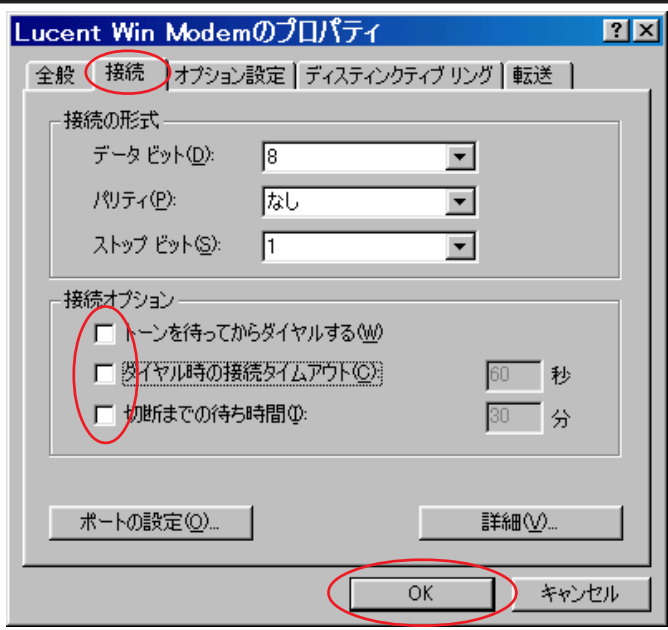 Lucent Win Modemのプロパティ
全般 接続 オプション設定 ディスティンクティブ リング 転送
接続の形式
データ ビット(D): 8
パリティ(P): なし
ストップ ビット(S): 1
接続オプション
トーンを待ってからダイヤルする(W)
ダイヤル時の接続タイムアウト(C): 60 秒
切断までの待ち時間(I): 30 分
ポートの設定(O)... 詳細(V)...
OK キャンセル